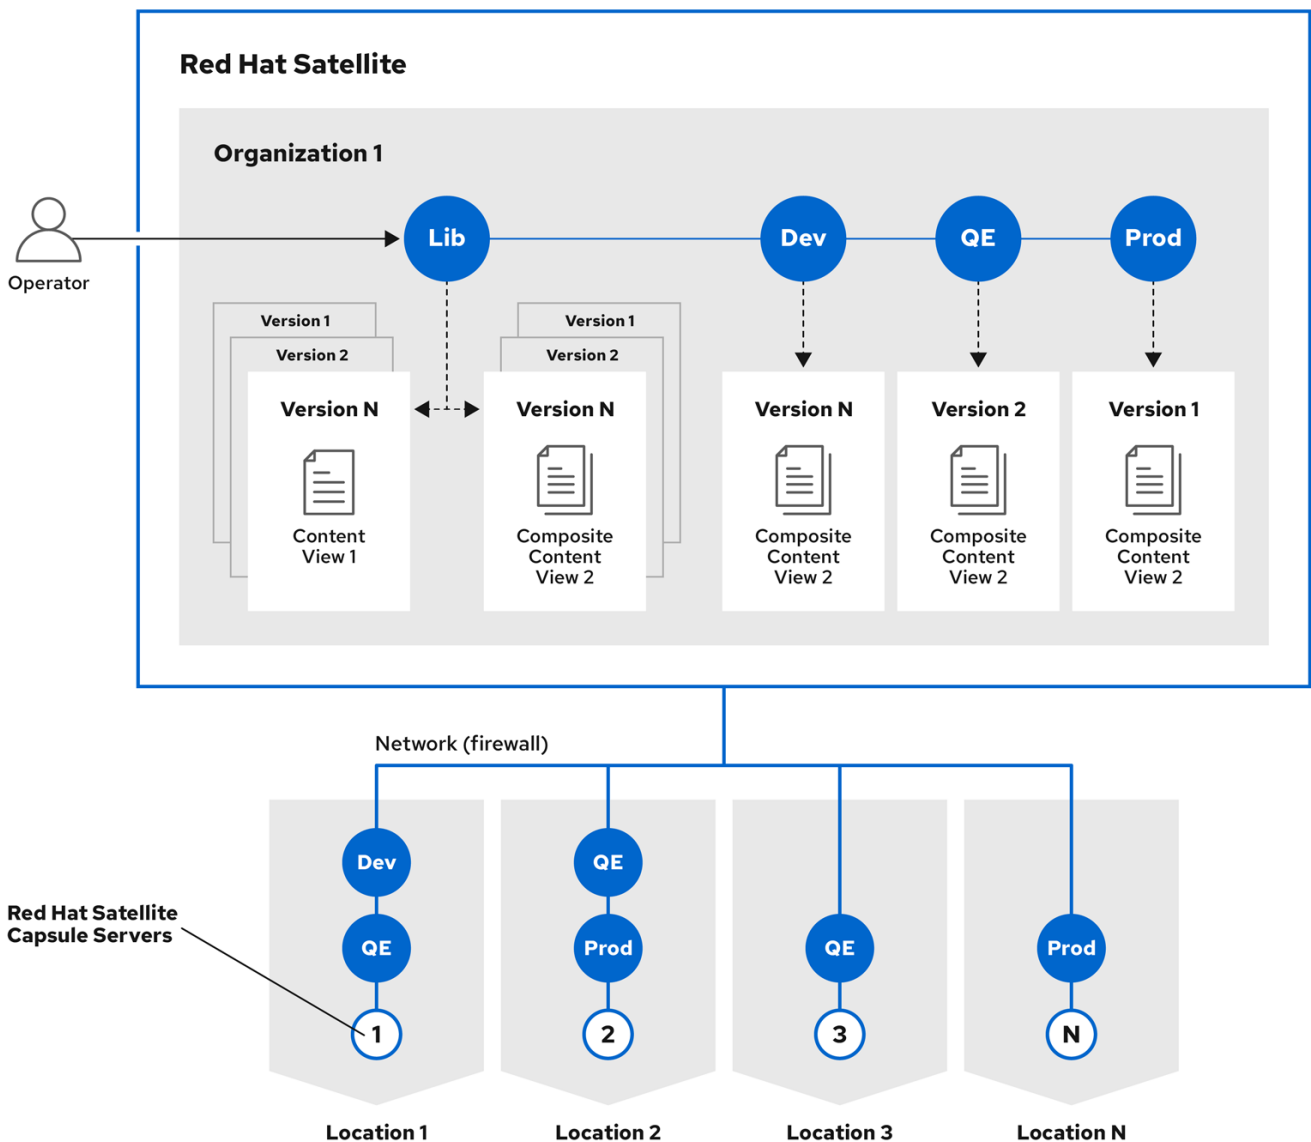 Red Hat Satellite
Organization 1
Operator
Lib
Dev
QE
Prod
Version 1
Version 2
Version N
Content
View 1
Version 1
Version 2
Version N
Composite
Content
View 2
Version N
Composite
Content
View 2
Version 2
Composite
Content
View 2
Version 1
Composite
Content
View 2
Network (firewall)
Red Hat Satellite
Capsule Servers
Dev
QE
1
Location 1
QE
Prod
2
Location 2
QE
3
Location 3
Prod
N
Location N